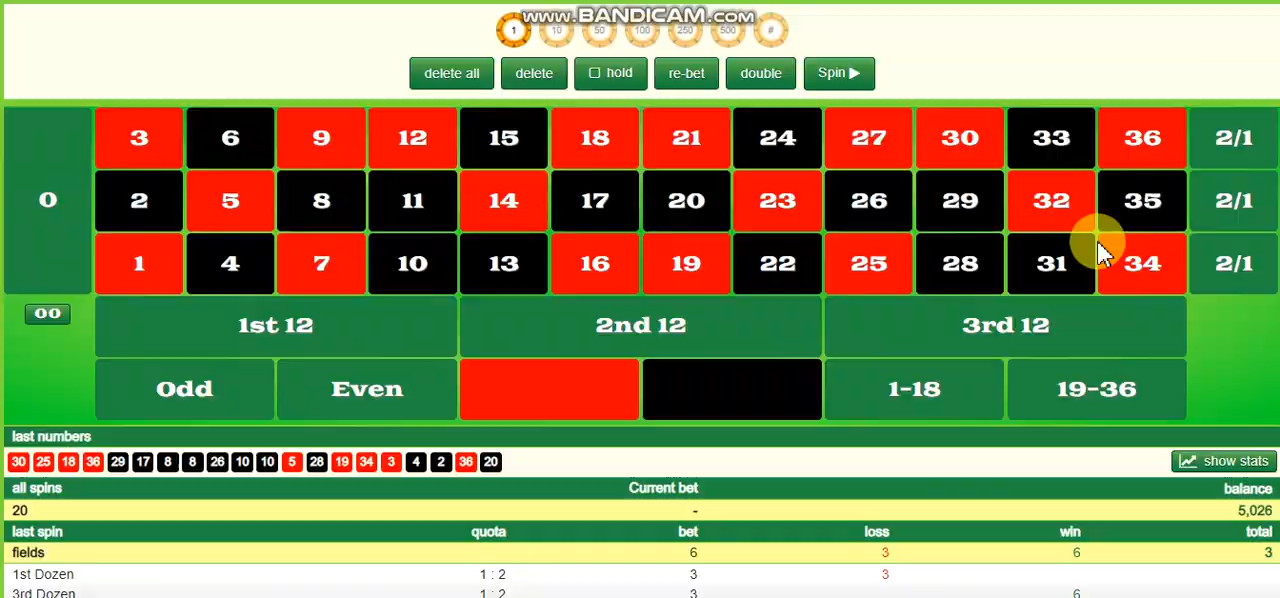 www.BANDICAM.com
1 10 50 100 250 500 #
delete all delete hold re-bet double Spin
3 6 9 12 15 18 21 24 27 30 33 36 2/1
0 2 5 8 11 14 17 20 23 26 29 32 35 2/1
1 4 7 10 13 16 19 22 25 28 31 34 2/1
00 1st 12 2nd 12 3rd 12
Odd Even 1-18 19-36
last numbers
30 25 18 36 29 17 8 8 26 10 10 5 28 19 34 3 4 2 36 20 show stats
all spins Current bet balance
20 - 5,026
last spin quota bet loss win total
fields 6 3 6 3
1st Dozen 1 : 2 3 3
3rd Dozen 1 : 2 3 6